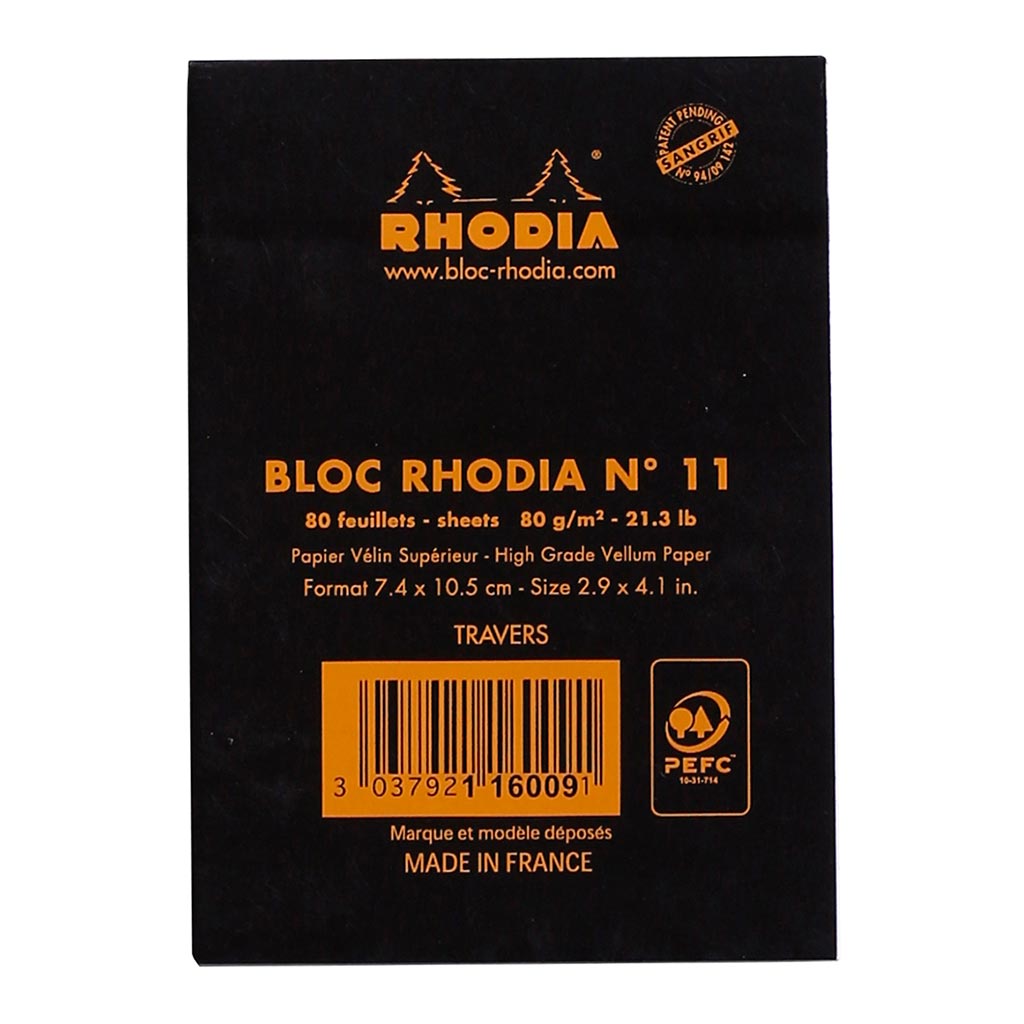 PATENT PENDING
SANGRIF
N° 94/09 142
®
RHODIA
www.bloc-rhodia.com
BLOC RHODIA N° 11
80 feuillets - sheets 80 g/m² - 21.3 lb
Papier Vélin Supérieur - High Grade Vellum Paper
Format 7.4 x 10.5 cm - Size 2.9 x 4.1 in.
TRAVERS
3 037921 160091
PEFC™
10-31-714
Marque et modèle déposés
MADE IN FRANCE